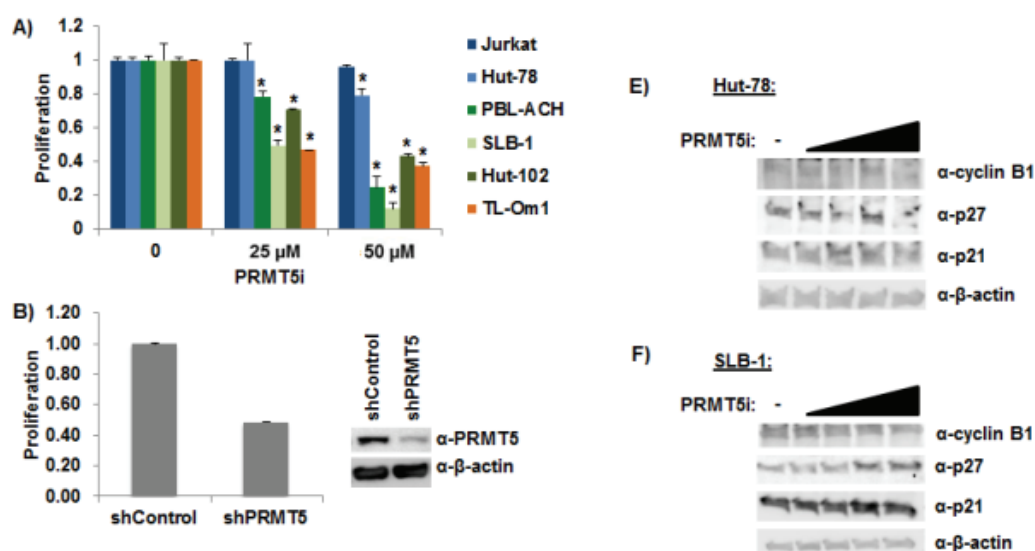 A)
1.2
1
0.8
0.6
0.4
0.2
0
Proliferation
* * * *
* * * * *
0
25 µM
50 µM
PRMT5i
Jurkat
Hut-78
PBL-ACH
SLB-1
Hut-102
TL-Om1
B)
1.20
1.00
0.80
0.60
0.40
0.20
0.00
Proliferation
shControl
shPRMT5
shControl
shPRMT5
α-PRMT5
α-β-actin
E)
Hut-78:
PRMT5i: -
α-cyclin B1
α-p27
α-p21
α-β-actin
F)
SLB-1:
PRMT5i: -
α-cyclin B1
α-p27
α-p21
α-β-actin